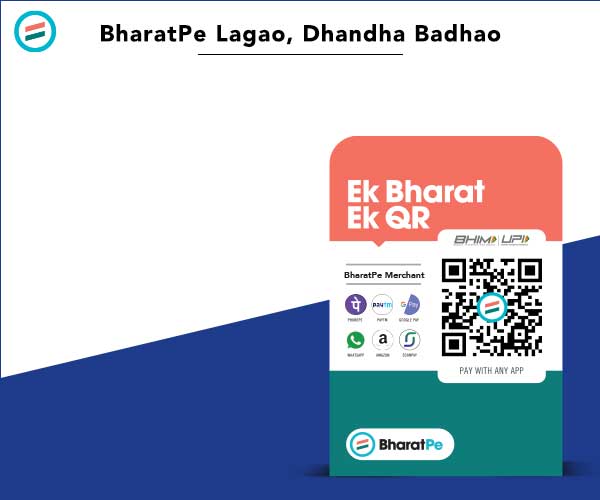 BharatPe Lagao, Dhandha Badhao
Ek Bharat
Ek QR
BHIM UPI
BharatPe Merchant
PHONEPE PAYTM GOOGLE PAY
WHATSAPP AMAZON
PAY WITH ANY APP
BharatPe